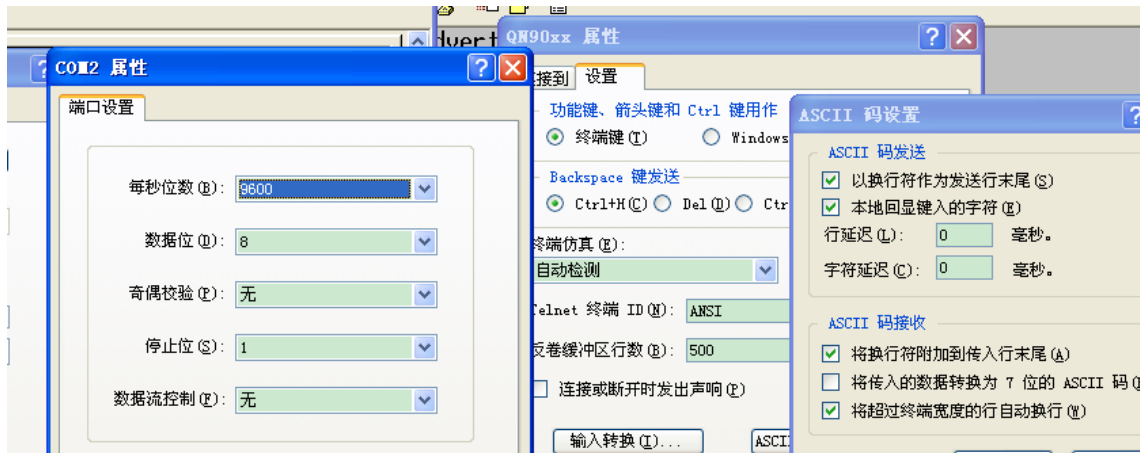 dvert
COM2 属性
端口设置
每秒位数(B): 9600
数据位(D): 8
奇偶校验(P): 无
停止位(S): 1
数据流控制(F): 无
QN90xx 属性
接到 设置
功能键、箭头键和 Ctrl 键用作
终端键(T) Windows
Backspace 键发送
Ctrl+H(C) Del(D) Ctr
终端仿真(E):
自动检测
Telnet 终端 ID(N): ANSI
反卷缓冲区行数(B): 500
连接或断开时发出声响(P)
输入转换(I)... ASCI
ASCII 码设置
ASCII 码发送
以换行符作为发送行末尾(S)
本地回显键入的字符(E)
行延迟(L): 0 毫秒。
字符延迟(C): 0 毫秒。
ASCII 码接收
将换行符附加到传入行末尾(A)
将传入的数据转换为 7 位的 ASCII 码(
将超过终端宽度的行自动换行(W)